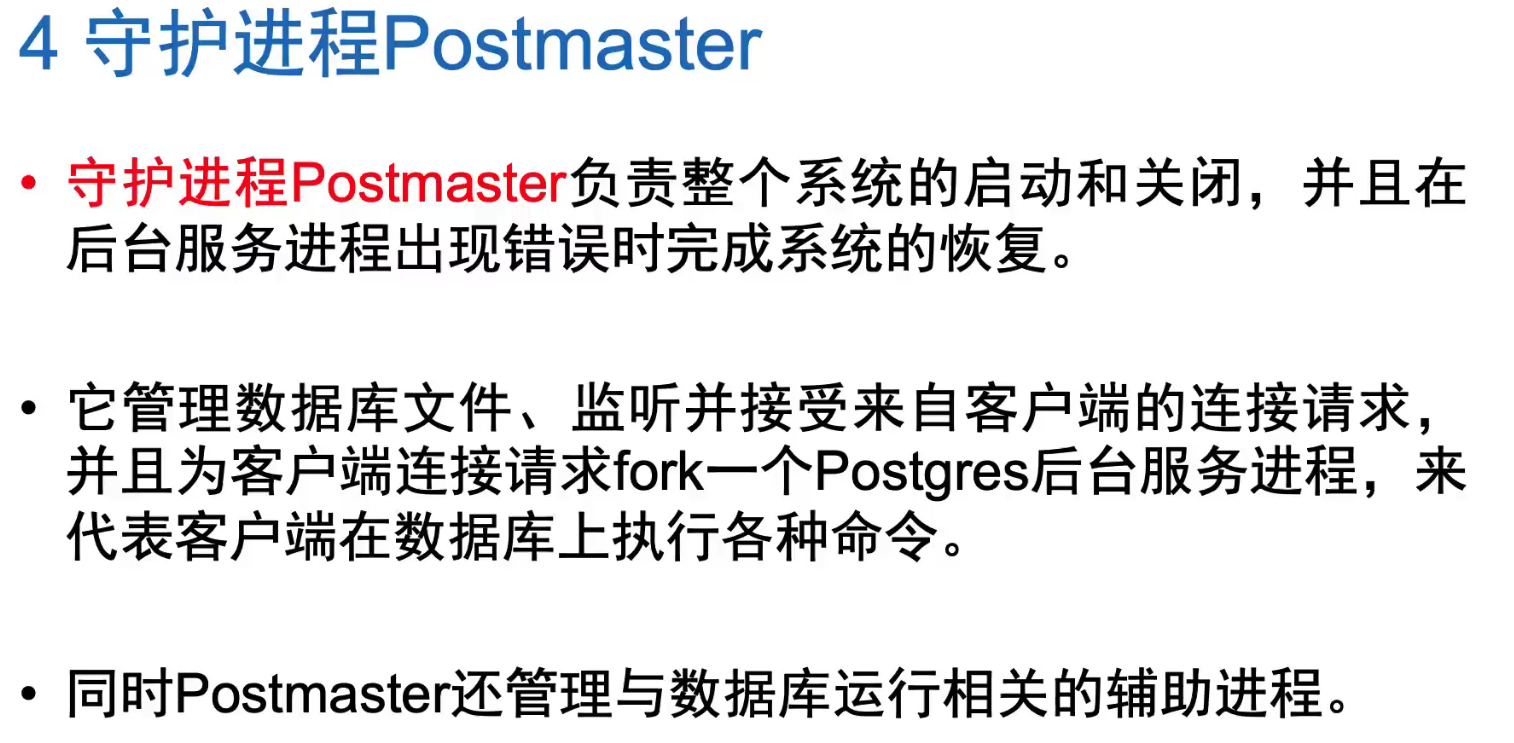 4 守护进程Postmaster
• 守护进程Postmaster负责整个系统的启动和关闭，并且在
后台服务进程出现错误时完成系统的恢复。
• 它管理数据库文件、监听并接受来自客户端的连接请求，
并且为客户端连接请求fork一个Postgres后台服务进程，来
代表客户端在数据库上执行各种命令。
• 同时Postmaster还管理与数据库运行相关的辅助进程。